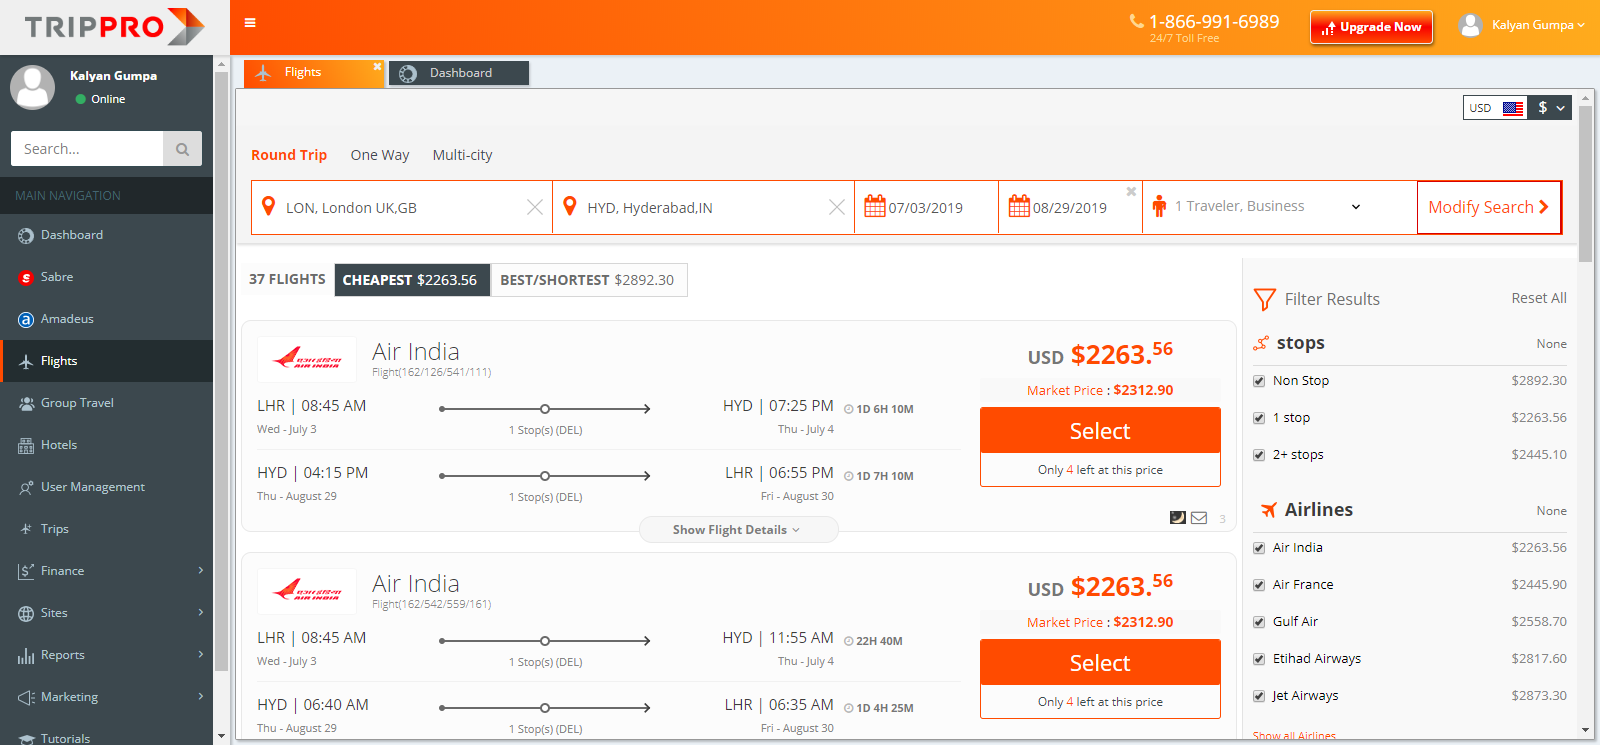 TRIPPRO
1-866-991-6989
24/7 Toll Free
Upgrade Now
Kalyan Gumpa
Kalyan Gumpa
Online
Search...
MAIN NAVIGATION
Dashboard
Sabre
Amadeus
Flights
Group Travel
Hotels
User Management
Trips
Finance
Sites
Reports
Marketing
Tutorials
Flights
Dashboard
USD $
Round Trip One Way Multi-city
LON, London UK,GB
HYD, Hyderabad,IN
07/03/2019
08/29/2019
1 Traveler, Business
Modify Search
37 FLIGHTS
CHEAPEST $2263.56
BEST/SHORTEST $2892.30
AIR INDIA
Air India
Flight(162/126/541/111)
LHR | 08:45 AM
Wed - July 3
1 Stop(s) (DEL)
HYD | 07:25 PM
Thu - July 4
1D 6H 10M
HYD | 04:15 PM
Thu - August 29
1 Stop(s) (DEL)
LHR | 06:55 PM
Fri - August 30
1D 7H 10M
USD $2263.56
Market Price : $2312.90
Select
Only 4 left at this price
3
Show Flight Details
AIR INDIA
Air India
Flight(162/542/559/161)
LHR | 08:45 AM
Wed - July 3
1 Stop(s) (DEL)
HYD | 11:55 AM
Thu - July 4
22H 40M
HYD | 06:40 AM
Thu - August 29
1 Stop(s) (DEL)
LHR | 06:35 AM
Fri - August 30
1D 4H 25M
USD $2263.56
Market Price : $2312.90
Select
Only 4 left at this price
Filter Results Reset All
stops None
Non Stop $2892.30
1 stop $2263.56
2+ stops $2445.10
Airlines None
Air India $2263.56
Air France $2445.90
Gulf Air $2558.70
Etihad Airways $2817.60
Jet Airways $2873.30
Show all Airlines